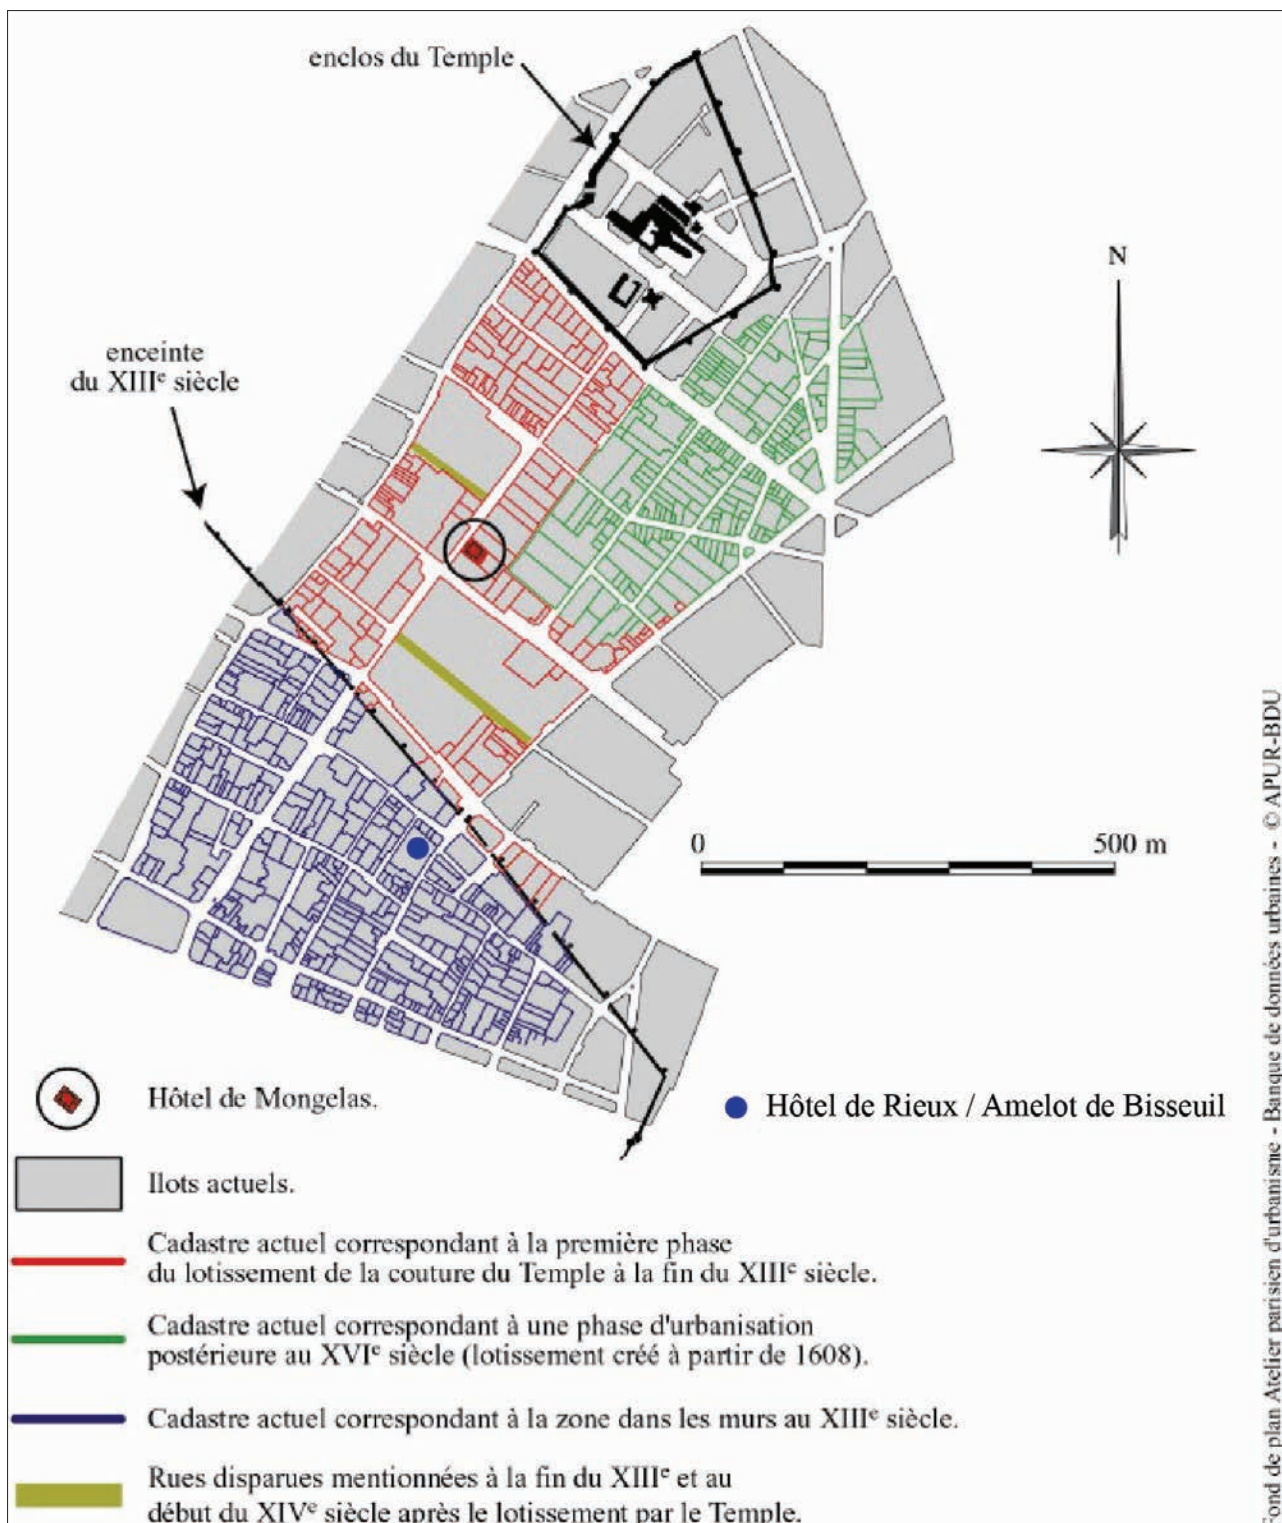 enclos du Temple
enceinte
du XIIIᵉ siècle
N
0 500 m
Hôtel de Mongelas.
Hôtel de Rieux / Amelot de Bisseuil
Ilots actuels.
Cadastre actuel correspondant à la première phase
du lotissement de la couture du Temple à la fin du XIIIᵉ siècle.
Cadastre actuel correspondant à une phase d'urbanisation
postérieure au XVIᵉ siècle (lotissement créé à partir de 1608).
Cadastre actuel correspondant à la zone dans les murs au XIIIᵉ siècle.
Rues disparues mentionnées à la fin du XIIIᵉ et au
début du XIVᵉ siècle après le lotissement par le Temple.
Fond de plan Atelier parisien d'urbanisme - Banque de données urbaines - © APUR-BDU